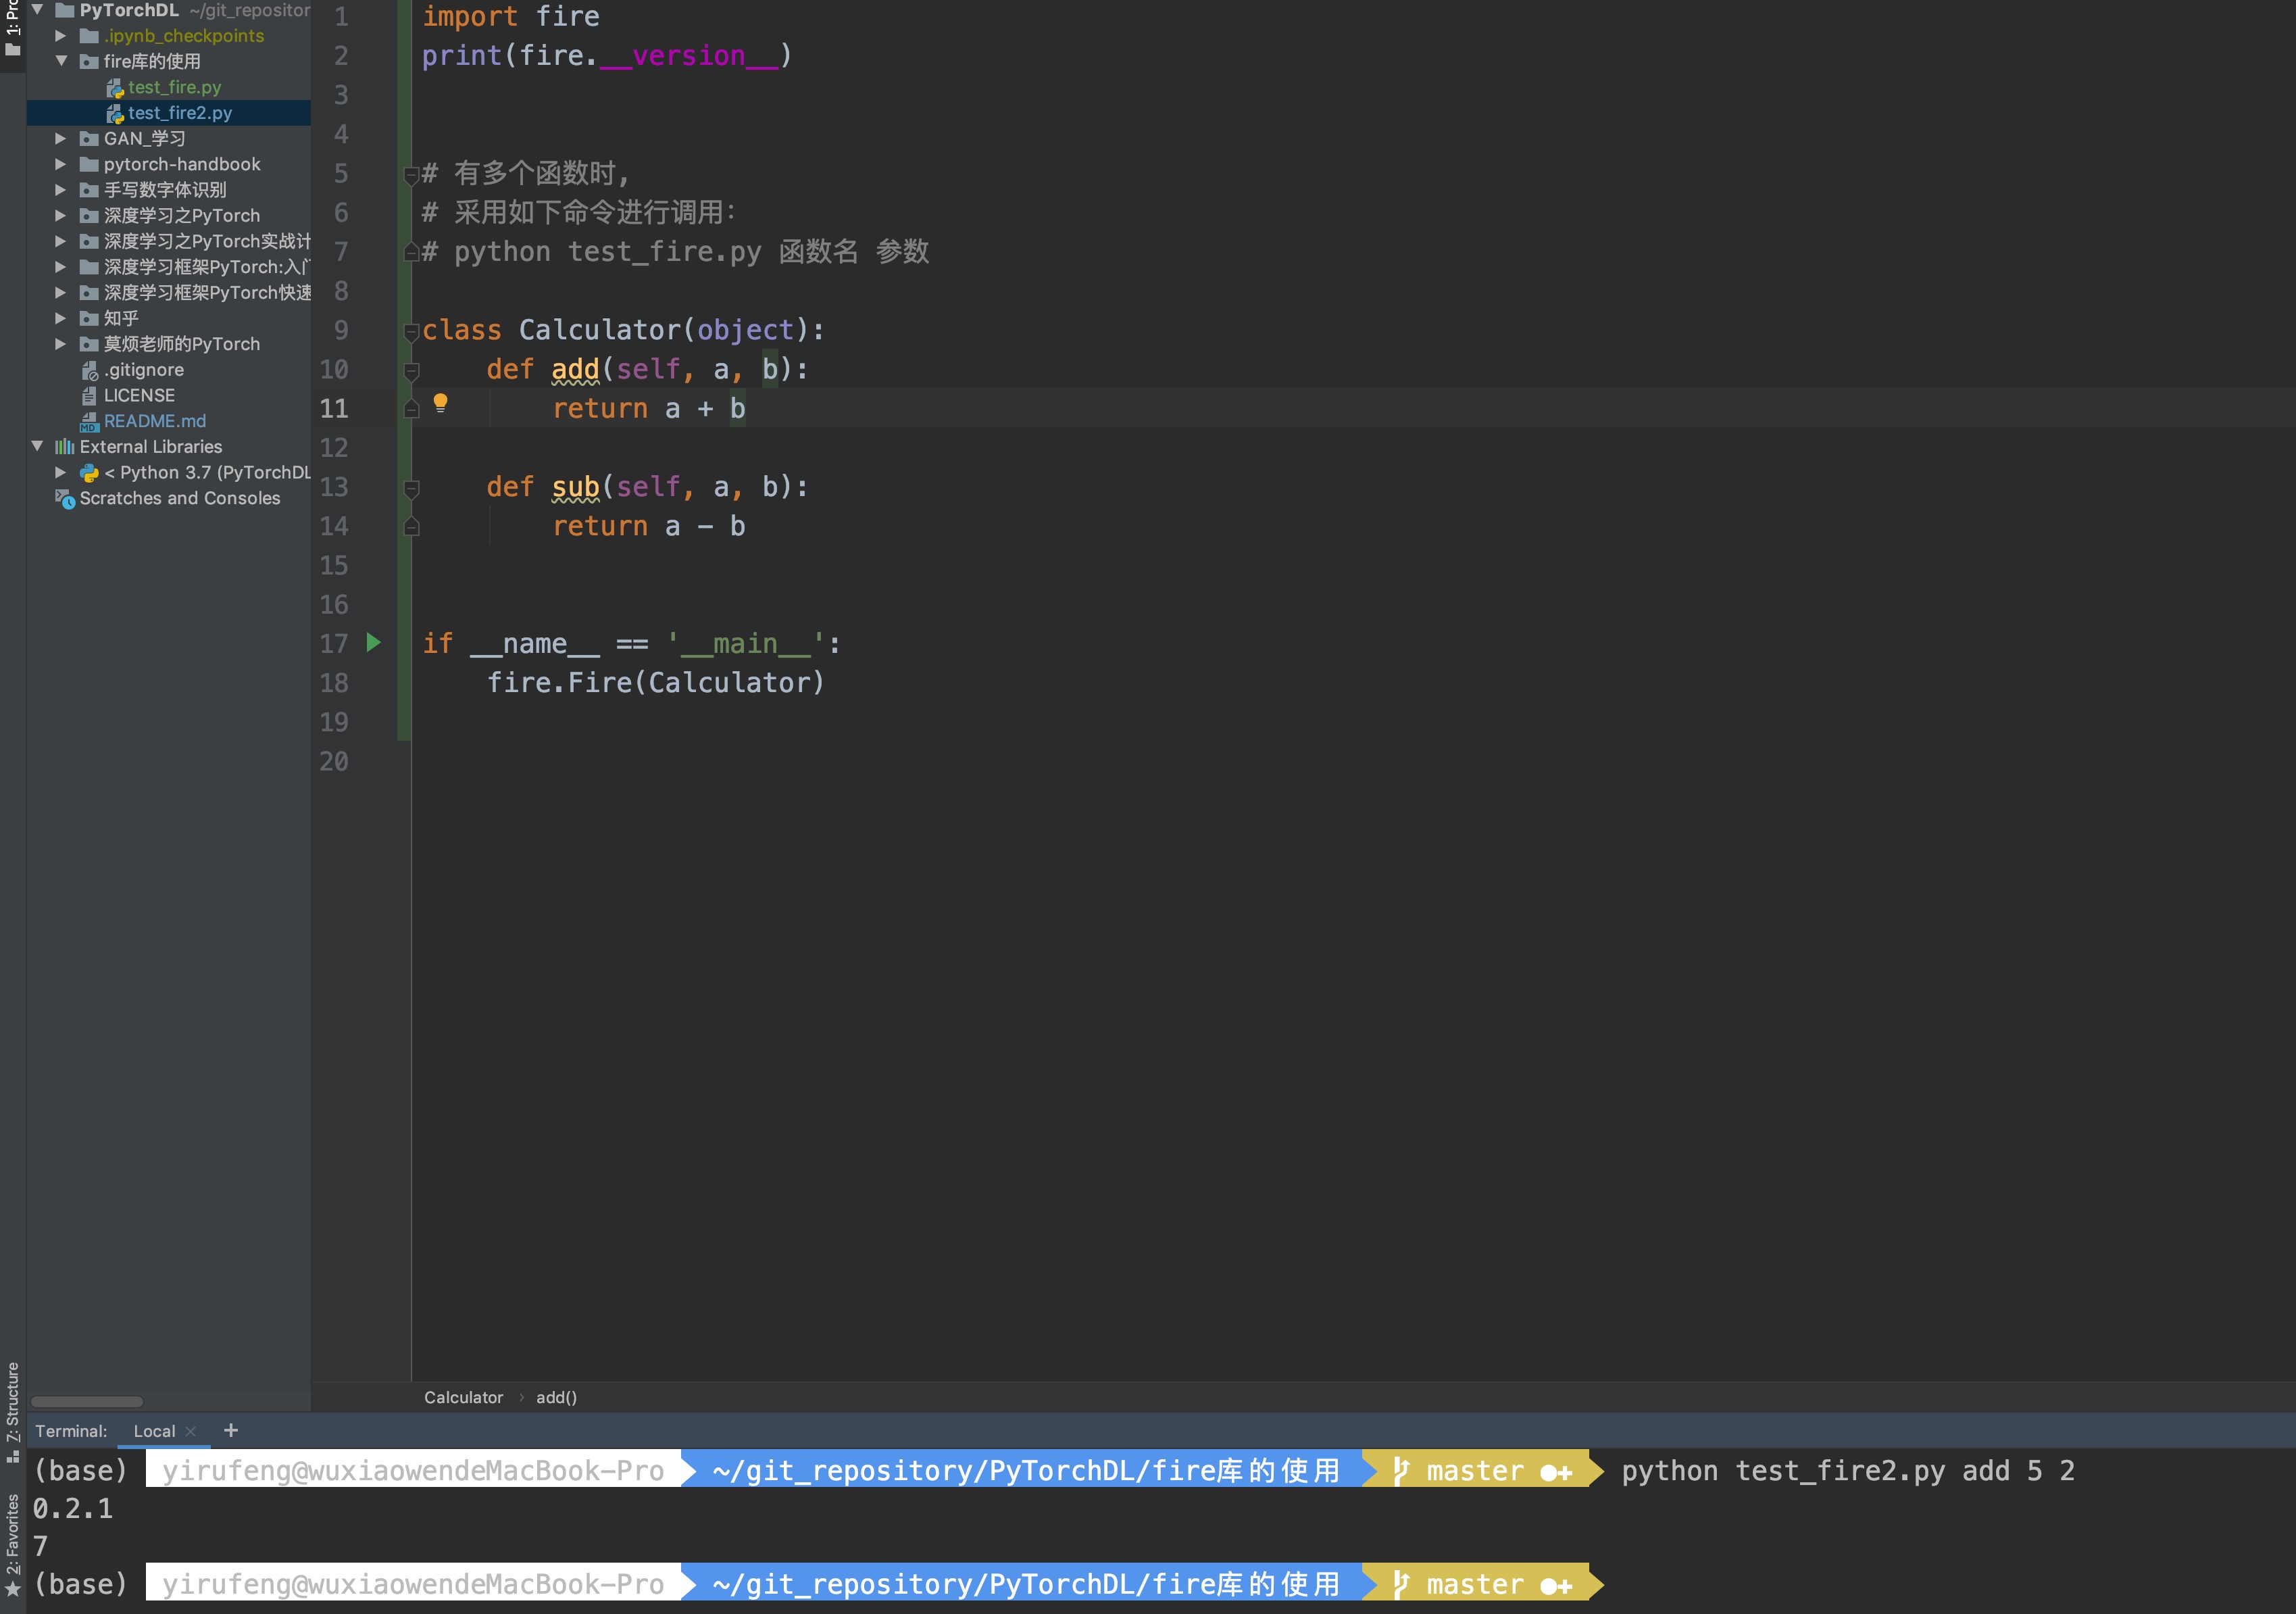 1: Pro
PyTorchDL ~/git_repositor
.ipynb_checkpoints
fire库的使用
test_fire.py
test_fire2.py
GAN_学习
pytorch-handbook
手写数字体识别
深度学习之PyTorch
深度学习之PyTorch实战计
深度学习框架PyTorch:入门
深度学习框架PyTorch快速
知乎
莫烦老师的PyTorch
.gitignore
LICENSE
README.md
External Libraries
< Python 3.7 (PyTorchDL
Scratches and Consoles
1 import fire
2 print(fire.__version__)
3
4
5 # 有多个函数时,
6 # 采用如下命令进行调用:
7 # python test_fire.py 函数名 参数
8
9 class Calculator(object):
10 def add(self, a, b):
11 return a + b
12
13 def sub(self, a, b):
14 return a - b
15
16
17 if __name__ == '__main__':
18 fire.Fire(Calculator)
19
20
Calculator › add()
Z: Structure
2: Favorites
Terminal: Local × +
(base) yirufeng@wuxiaowendeMacBook-Pro ~/git_repository/PyTorchDL/fire库的使用 master ●+ python test_fire2.py add 5 2
0.2.1
7
(base) yirufeng@wuxiaowendeMacBook-Pro ~/git_repository/PyTorchDL/fire库的使用 master ●+